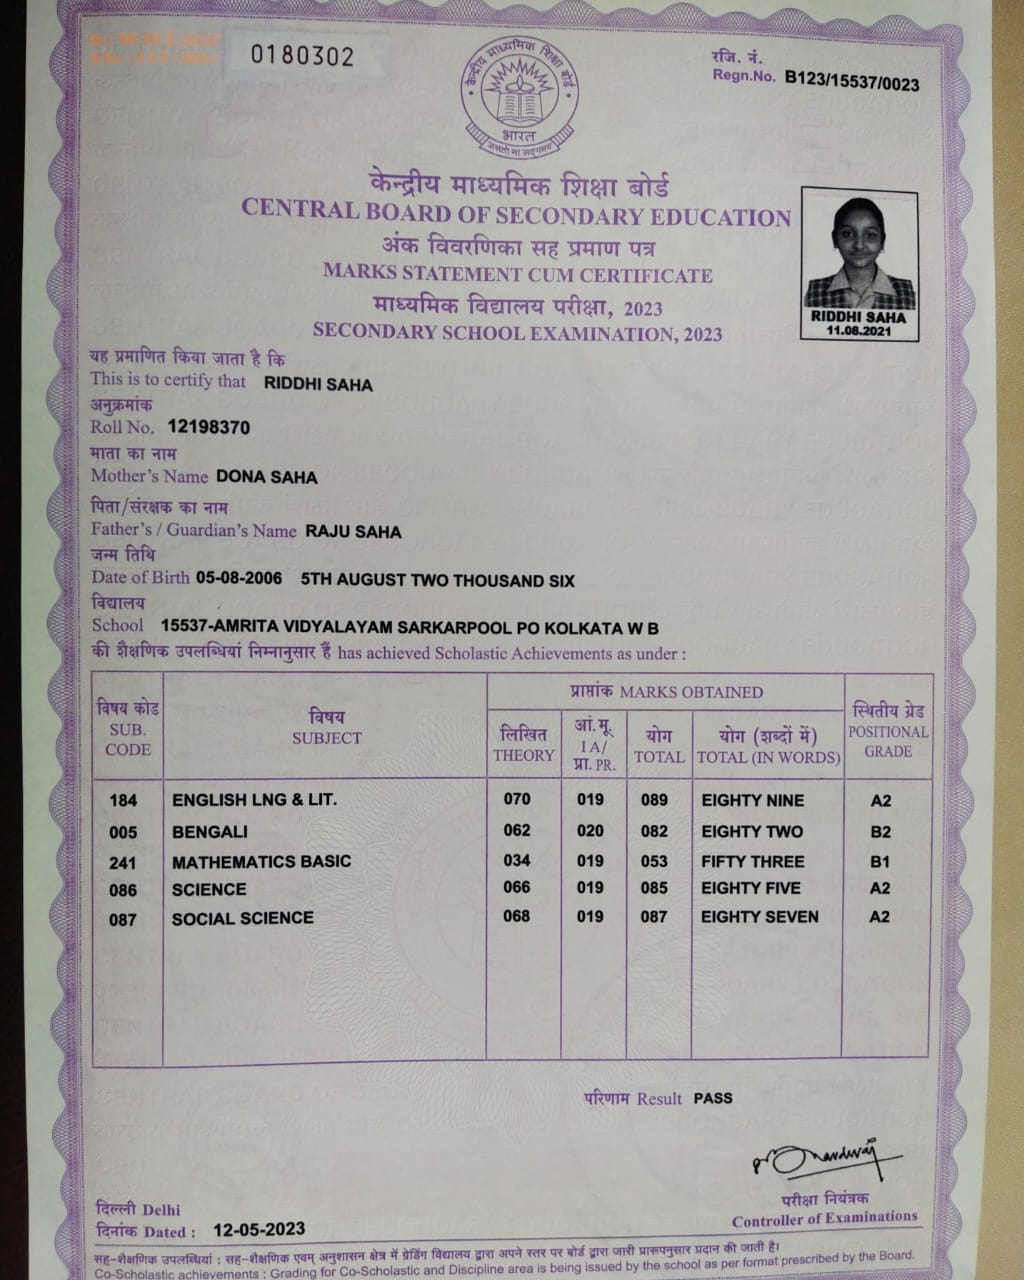 0180302
रजि. नं.
Regn.No. B123/15537/0023
केन्द्रीय माध्यमिक शिक्षा बोर्ड
भारत
असतो मा सद्गमय
केन्द्रीय माध्यमिक शिक्षा बोर्ड
CENTRAL BOARD OF SECONDARY EDUCATION
अंक विवरणिका सह प्रमाण पत्र
MARKS STATEMENT CUM CERTIFICATE
माध्यमिक विद्यालय परीक्षा, 2023
SECONDARY SCHOOL EXAMINATION, 2023
RIDDHI SAHA
11.08.2021
यह प्रमाणित किया जाता है कि
This is to certify that RIDDHI SAHA
अनुक्रमांक
Roll No. 12198370
माता का नाम
Mother's Name DONA SAHA
पिता/संरक्षक का नाम
Father's / Guardian's Name RAJU SAHA
जन्म तिथि
Date of Birth 05-08-2006 5TH AUGUST TWO THOUSAND SIX
विद्यालय
School 15537-AMRITA VIDYALAYAM SARKARPOOL PO KOLKATA W B
की शैक्षणिक उपलब्धियां निम्नानुसार हैं has achieved Scholastic Achievements as under :
विषय कोड SUB. CODE विषय SUBJECT प्राप्तांक MARKS OBTAINED स्थितीय ग्रेड POSITIONAL GRADE
लिखित THEORY आं.मू. I A/ प्रा. PR. योग TOTAL योग (शब्दों में) TOTAL (IN WORDS)
184 ENGLISH LNG & LIT. 070 019 089 EIGHTY NINE A2
005 BENGALI 062 020 082 EIGHTY TWO B2
241 MATHEMATICS BASIC 034 019 053 FIFTY THREE B1
086 SCIENCE 066 019 085 EIGHTY FIVE A2
087 SOCIAL SCIENCE 068 019 087 EIGHTY SEVEN A2
परिणाम Result PASS
दिल्ली Delhi
दिनांक Dated : 12-05-2023
परीक्षा नियंत्रक
Controller of Examinations
सह-शैक्षणिक उपलब्धियां : सह-शैक्षणिक एवम् अनुशासन क्षेत्र में ग्रेडिंग विद्यालय द्वारा अपने स्तर पर बोर्ड द्वारा जारी प्रारूपनुसार प्रदान की जाती है।
Co-Scholastic achievements : Grading for Co-Scholastic and Discipline area is being issued by the school as per format prescribed by the Board.